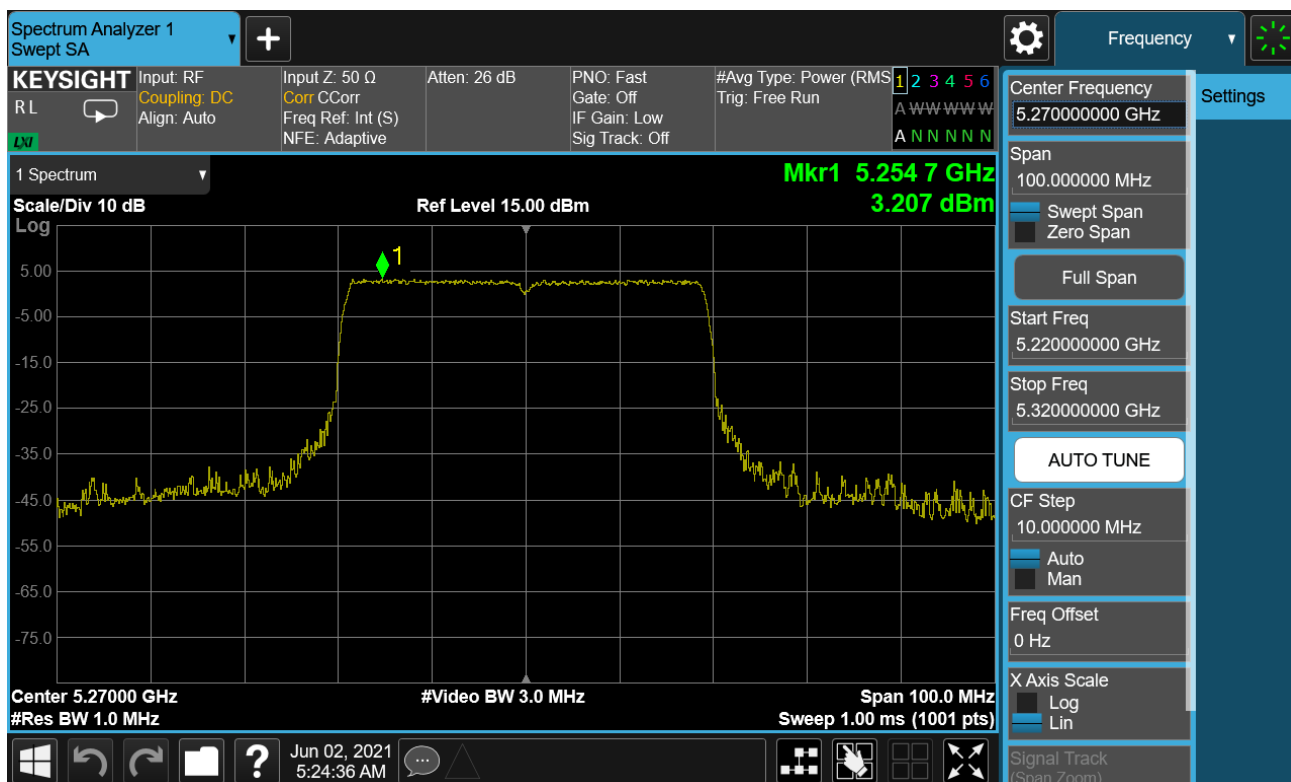 Spectrum Analyzer 1
Swept SA
Frequency
KEYSIGHT
RL
LXI
Input: RF
Coupling: DC
Align: Auto
Input Z: 50 Ω
Corr CCorr
Freq Ref: Int (S)
NFE: Adaptive
Atten: 26 dB
PNO: Fast
Gate: Off
IF Gain: Low
Sig Track: Off
#Avg Type: Power (RMS
Trig: Free Run
1 2 3 4 5 6
A W W W W W
A N N N N N
1 Spectrum
Mkr1 5.254 7 GHz
3.207 dBm
Scale/Div 10 dB
Ref Level 15.00 dBm
Log
1
5.00
-5.00
-15.0
-25.0
-35.0
-45.0
-55.0
-65.0
-75.0
Center 5.27000 GHz
#Video BW 3.0 MHz
Span 100.0 MHz
#Res BW 1.0 MHz
Sweep 1.00 ms (1001 pts)
?
Jun 02, 2021
5:24:36 AM
Center Frequency
5.270000000 GHz
Settings
Span
100.000000 MHz
Swept Span
Zero Span
Full Span
Start Freq
5.220000000 GHz
Stop Freq
5.320000000 GHz
AUTO TUNE
CF Step
10.000000 MHz
Auto
Man
Freq Offset
0 Hz
X Axis Scale
Log
Lin
Signal Track
(Span Zoom)